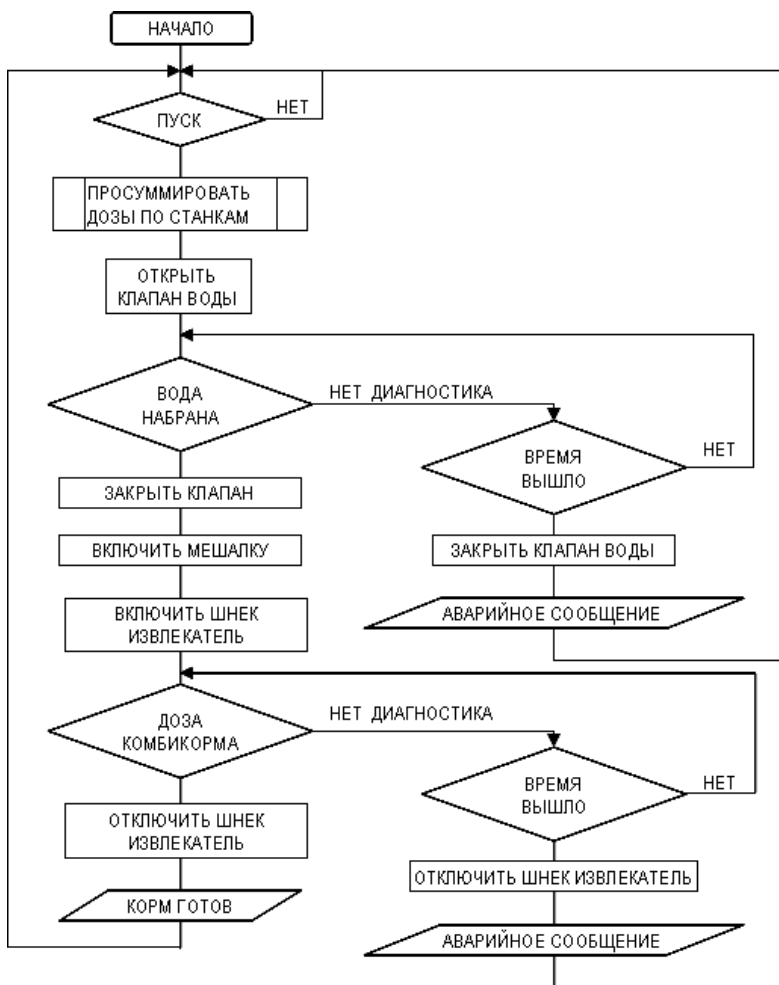 НАЧАЛО
ПУСК
НЕТ
ПРОСУММИРОВАТЬ
ДОЗЫ ПО СТАНКАМ
ОТКРЫТЬ
КЛАПАН ВОДЫ
ВОДА
НАБРАНА
НЕТ ДИАГНОСТИКА
ВРЕМЯ
ВЫШЛО
НЕТ
ЗАКРЫТЬ КЛАПАН
ВКЛЮЧИТЬ МЕШАЛКУ
ЗАКРЫТЬ КЛАПАН ВОДЫ
ВКЛЮЧИТЬ ШНЕК
ИЗВЛЕКАТЕЛЬ
АВАРИЙНОЕ СООБЩЕНИЕ
ДОЗА
КОМБИКОРМА
НЕТ ДИАГНОСТИКА
ВРЕМЯ
ВЫШЛО
НЕТ
ОТКЛЮЧИТЬ ШНЕК
ИЗВЛЕКАТЕЛЬ
ОТКЛЮЧИТЬ ШНЕК ИЗВЛЕКАТЕЛЬ
КОРМ ГОТОВ
АВАРИЙНОЕ СООБЩЕНИЕ